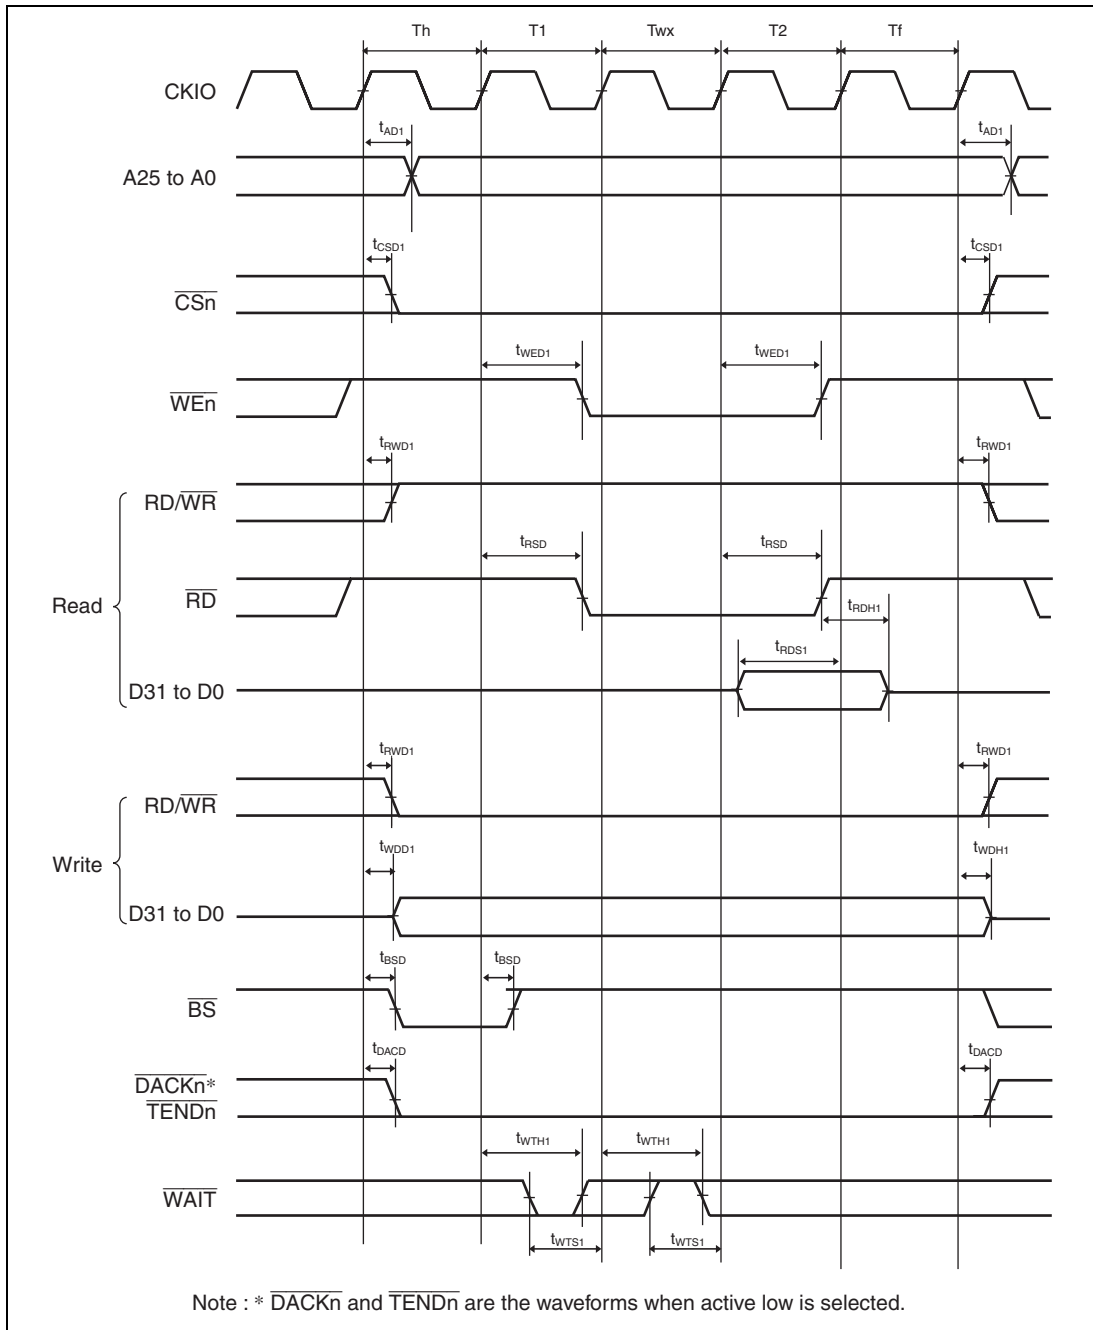 Th T1 Twx T2 Tf
CKIO
tAD1 tAD1
A25 to A0
tCSD1 tCSD1
CSn
tWED1 tWED1
WEn
tRWD1 tRWD1
RD/WR
tRSD tRSD
Read
RD
tRDH1
tRDS1
D31 to D0
tRWD1 tRWD1
RD/WR
Write
tWDD1 tWDH1
D31 to D0
tBSD tBSD
BS
tDACD tDACD
DACKn*
TENDn
tWTH1 tWTH1
WAIT
tWTS1 tWTS1
Note : * DACKn and TENDn are the waveforms when active low is selected.